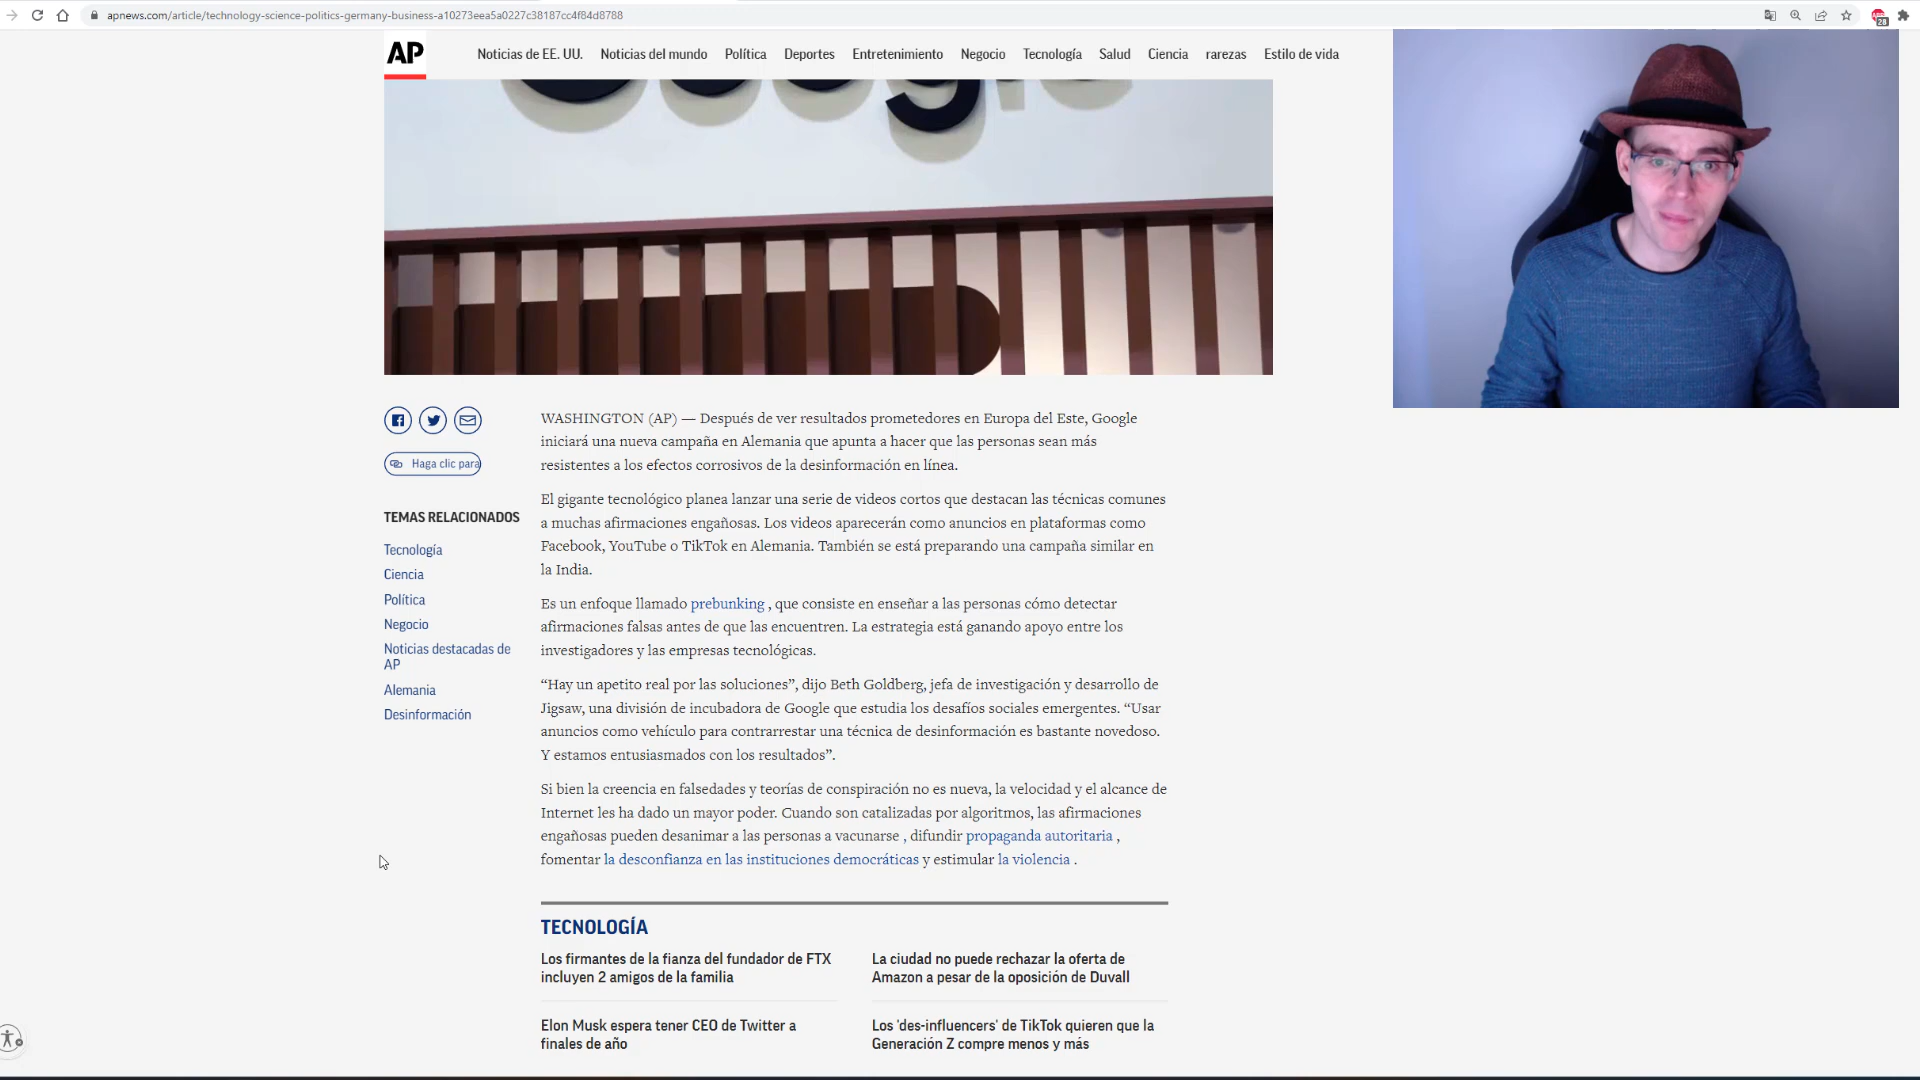 apnews.com/article/technology-science-politics-germany-business-a10273eea5a0227c38187cc4f84d8788
28
AP
Noticias de EE. UU. Noticias del mundo Política Deportes Entretenimiento Negocio Tecnología Salud Ciencia rarezas Estilo de vida
Google
Haga clic para
TEMAS RELACIONADOS
Tecnología
Ciencia
Política
Negocio
Noticias destacadas de
AP
Alemania
Desinformación
WASHINGTON (AP) — Después de ver resultados prometedores en Europa del Este, Google
iniciará una nueva campaña en Alemania que apunta a hacer que las personas sean más
resistentes a los efectos corrosivos de la desinformación en línea.
El gigante tecnológico planea lanzar una serie de videos cortos que destacan las técnicas comunes
a muchas afirmaciones engañosas. Los videos aparecerán como anuncios en plataformas como
Facebook, YouTube o TikTok en Alemania. También se está preparando una campaña similar en
la India.
Es un enfoque llamado prebunking , que consiste en enseñar a las personas cómo detectar
afirmaciones falsas antes de que las encuentren. La estrategia está ganando apoyo entre los
investigadores y las empresas tecnológicas.
“Hay un apetito real por las soluciones”, dijo Beth Goldberg, jefa de investigación y desarrollo de
Jigsaw, una división de incubadora de Google que estudia los desafíos sociales emergentes. “Usar
anuncios como vehículo para contrarrestar una técnica de desinformación es bastante novedoso.
Y estamos entusiasmados con los resultados”.
Si bien la creencia en falsedades y teorías de conspiración no es nueva, la velocidad y el alcance de
Internet les ha dado un mayor poder. Cuando son catalizadas por algoritmos, las afirmaciones
engañosas pueden desanimar a las personas a vacunarse , difundir propaganda autoritaria ,
fomentar la desconfianza en las instituciones democráticas y estimular la violencia .
TECNOLOGÍA
Los firmantes de la fianza del fundador de FTX
incluyen 2 amigos de la familia
La ciudad no puede rechazar la oferta de
Amazon a pesar de la oposición de Duvall
Elon Musk espera tener CEO de Twitter a
finales de año
Los 'des-influencers' de TikTok quieren que la
Generación Z compre menos y más